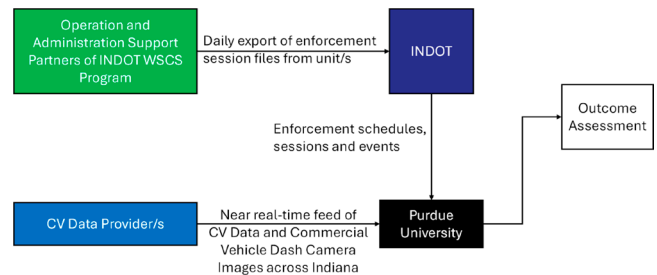 Operation and
Administration Support
Partners of INDOT WSCS
Program
Daily export of enforcement
session files from unit/s
INDOT
Enforcement schedules,
sessions and events
Outcome
Assessment
CV Data Provider/s
Near real-time feed of
CV Data and Commercial
Vehicle Dash Camera
Images across Indiana
Purdue
University